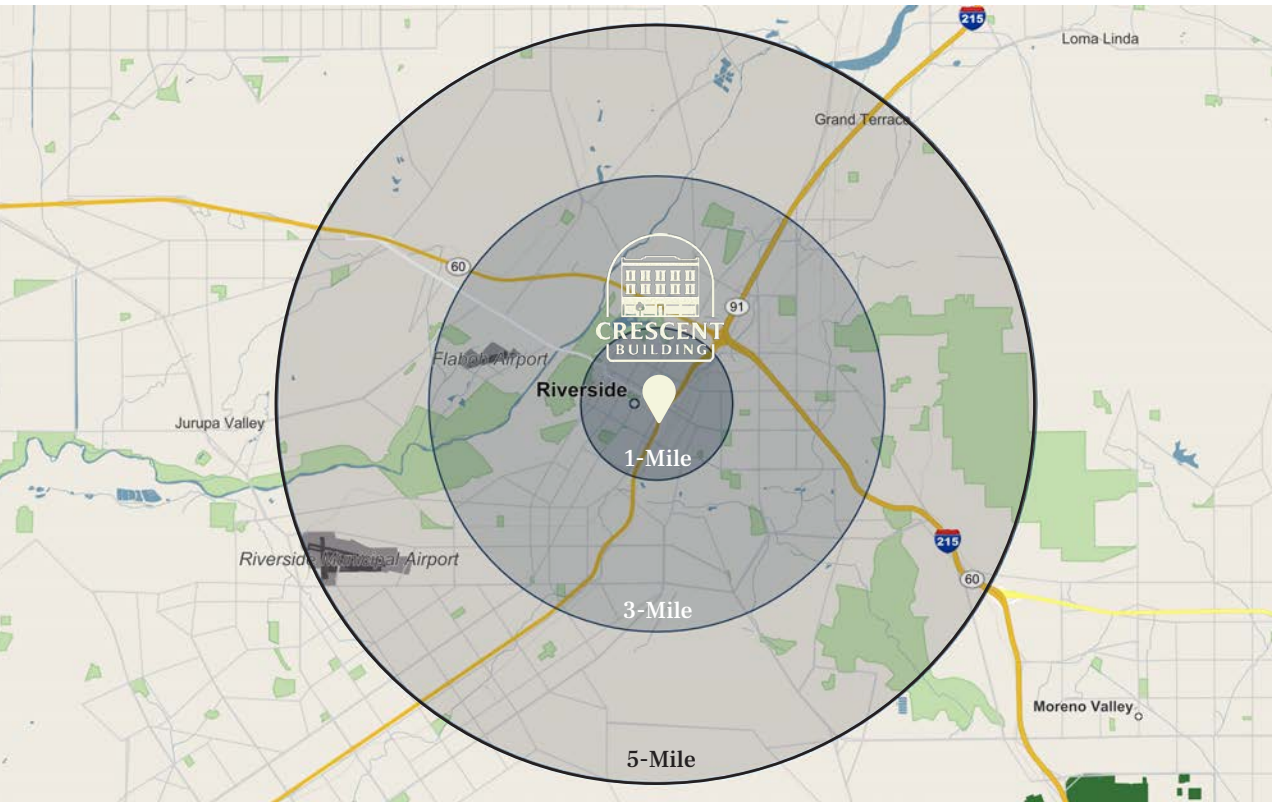 215
Loma Linda
Grand Terrace
60
91
CRESCENT
BUILDING
Flabob Airport
Riverside
Jurupa Valley
1-Mile
215
Riverside Municipal Airport
60
3-Mile
Moreno Valley
5-Mile